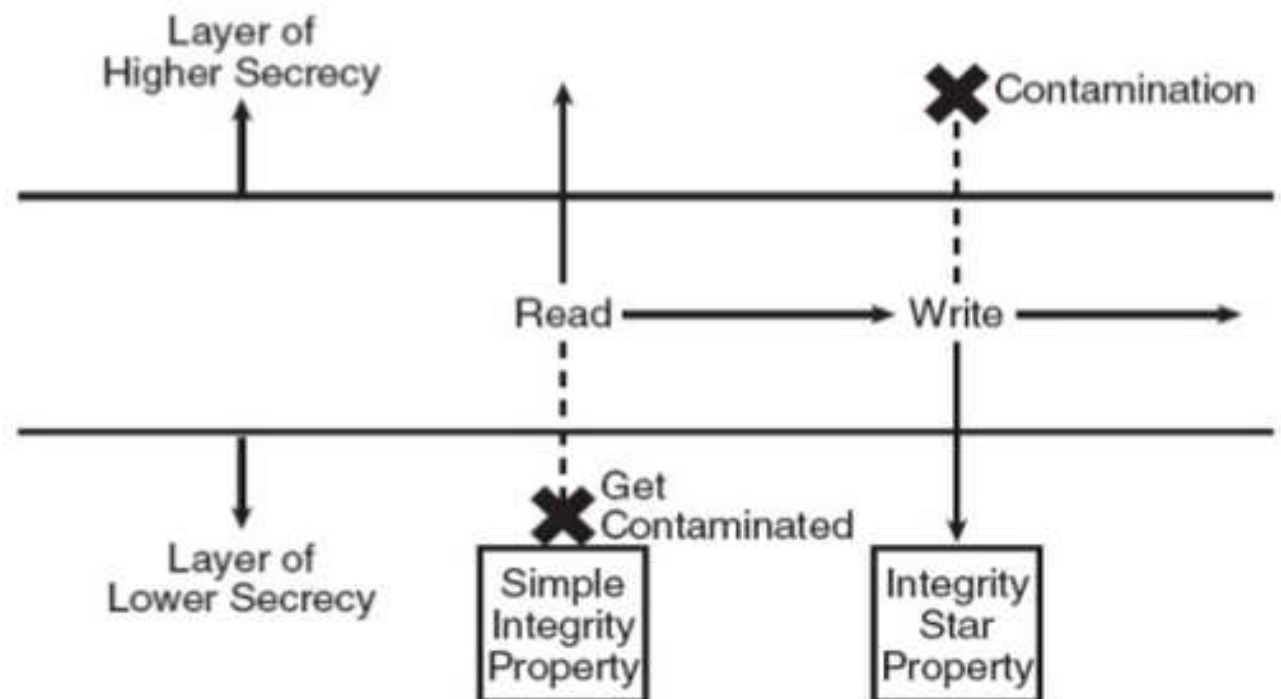 Layer of
Higher Secrecy
Contamination
Read
Write
Get
Contaminated
Layer of
Lower Secrecy
Simple
Integrity
Property
Integrity
Star
Property